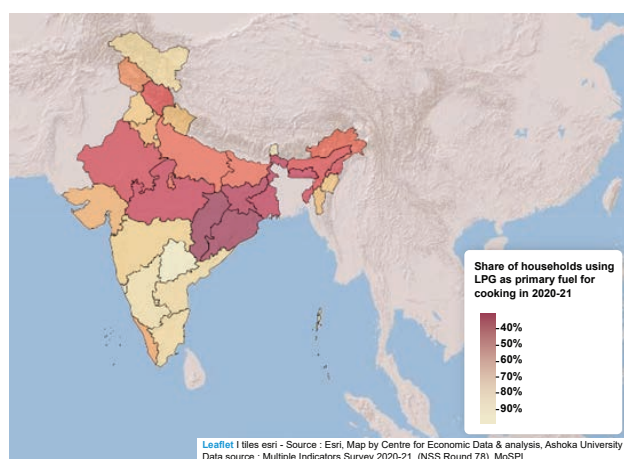 Share of households using
LPG as primary fuel for
cooking in 2020-21
40%
50%
60%
70%
80%
90%
Leaflet I tiles esri - Source : Esri, Map by Centre for Economic Data & analysis, Ashoka University
Data source : Multiple Indicators Survey 2020-21, (NSS Round 78), MoSPI